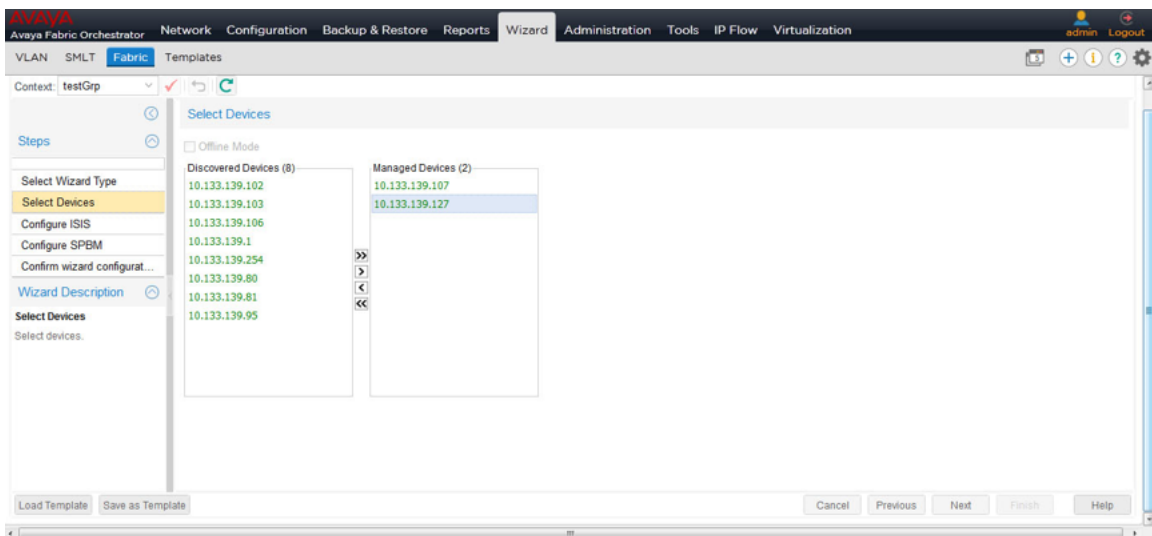 AVAYA
Avaya Fabric Orchestrator Network Configuration Backup & Restore Reports Wizard Administration Tools IP Flow Virtualization admin Logout
VLAN SMLT Fabric Templates
Context: testGrp
Select Devices
Steps
Offline Mode
Discovered Devices (8) Managed Devices (2)
Select Wizard Type 10.133.139.102 10.133.139.107
Select Devices 10.133.139.103 10.133.139.127
Configure ISIS 10.133.139.106
Configure SPBM 10.133.139.1
Confirm wizard configurat... 10.133.139.254
10.133.139.80
Wizard Description 10.133.139.81
Select Devices 10.133.139.95
Select devices.
Load Template Save as Template Cancel Previous Next Finish Help